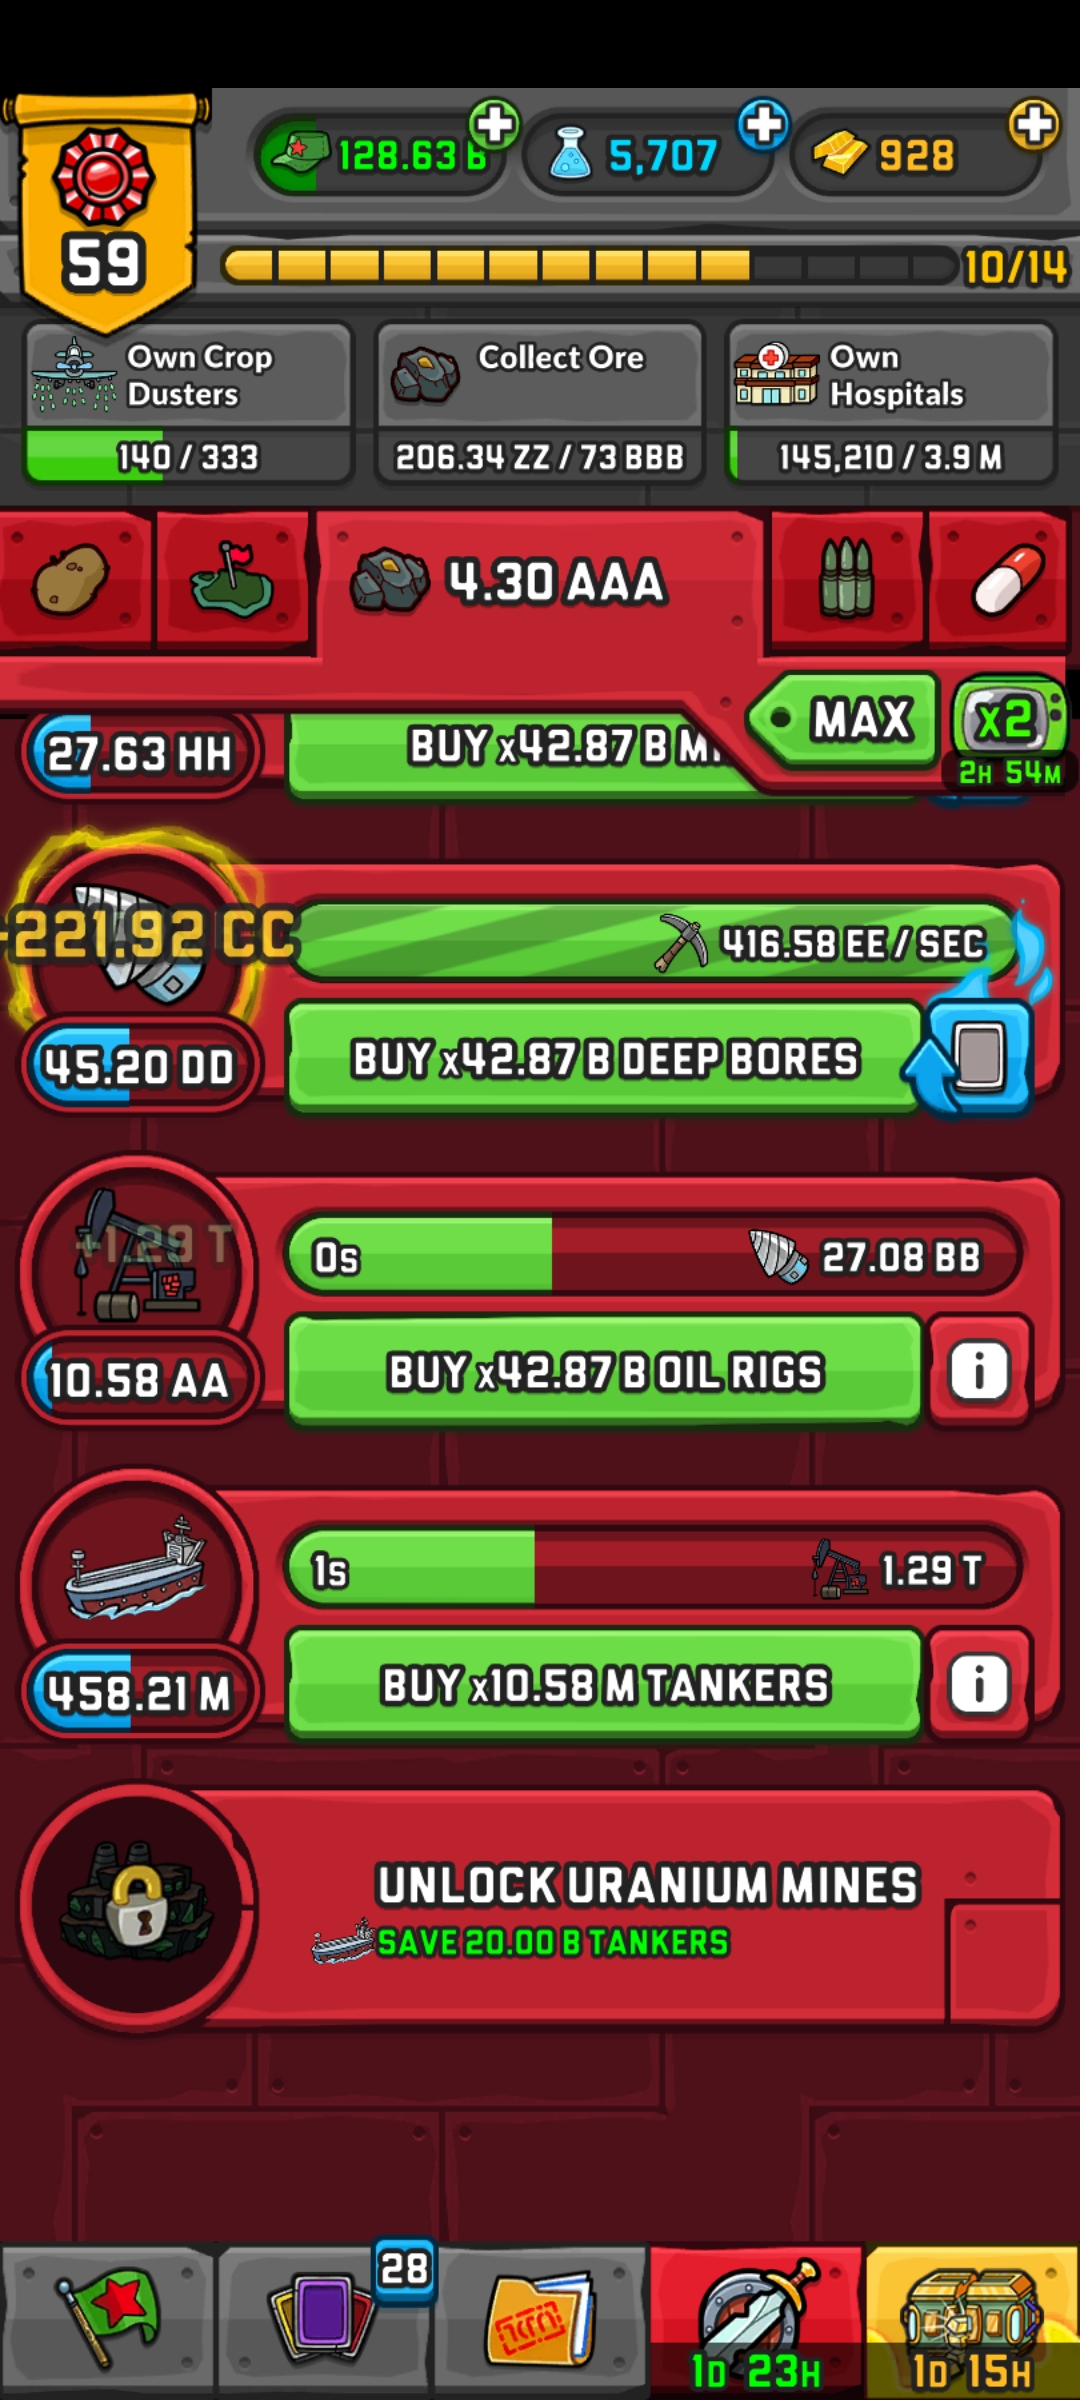 128.63 B
5,707
928
59
10/14
Own Crop
Dusters
140 / 333
Collect Ore
206.34 ZZ / 73 BBB
Own
Hospitals
145,210 / 3.9 M
4.30 AAA
MAX
x2
2H 54M
27.63 HH
BUY x42.87 B
-221.92 CC
416.58 EE / SEC
45.20 DD
BUY x42.87 B DEEP BORES
+1.29 T
0s
27.08 BB
10.58 AA
BUY x42.87 B OIL RIGS
i
1s
1.29 T
458.21 M
BUY x10.58 M TANKERS
i
UNLOCK URANIUM MINES
SAVE 20.00 B TANKERS
28
1D 23H
1D 15H